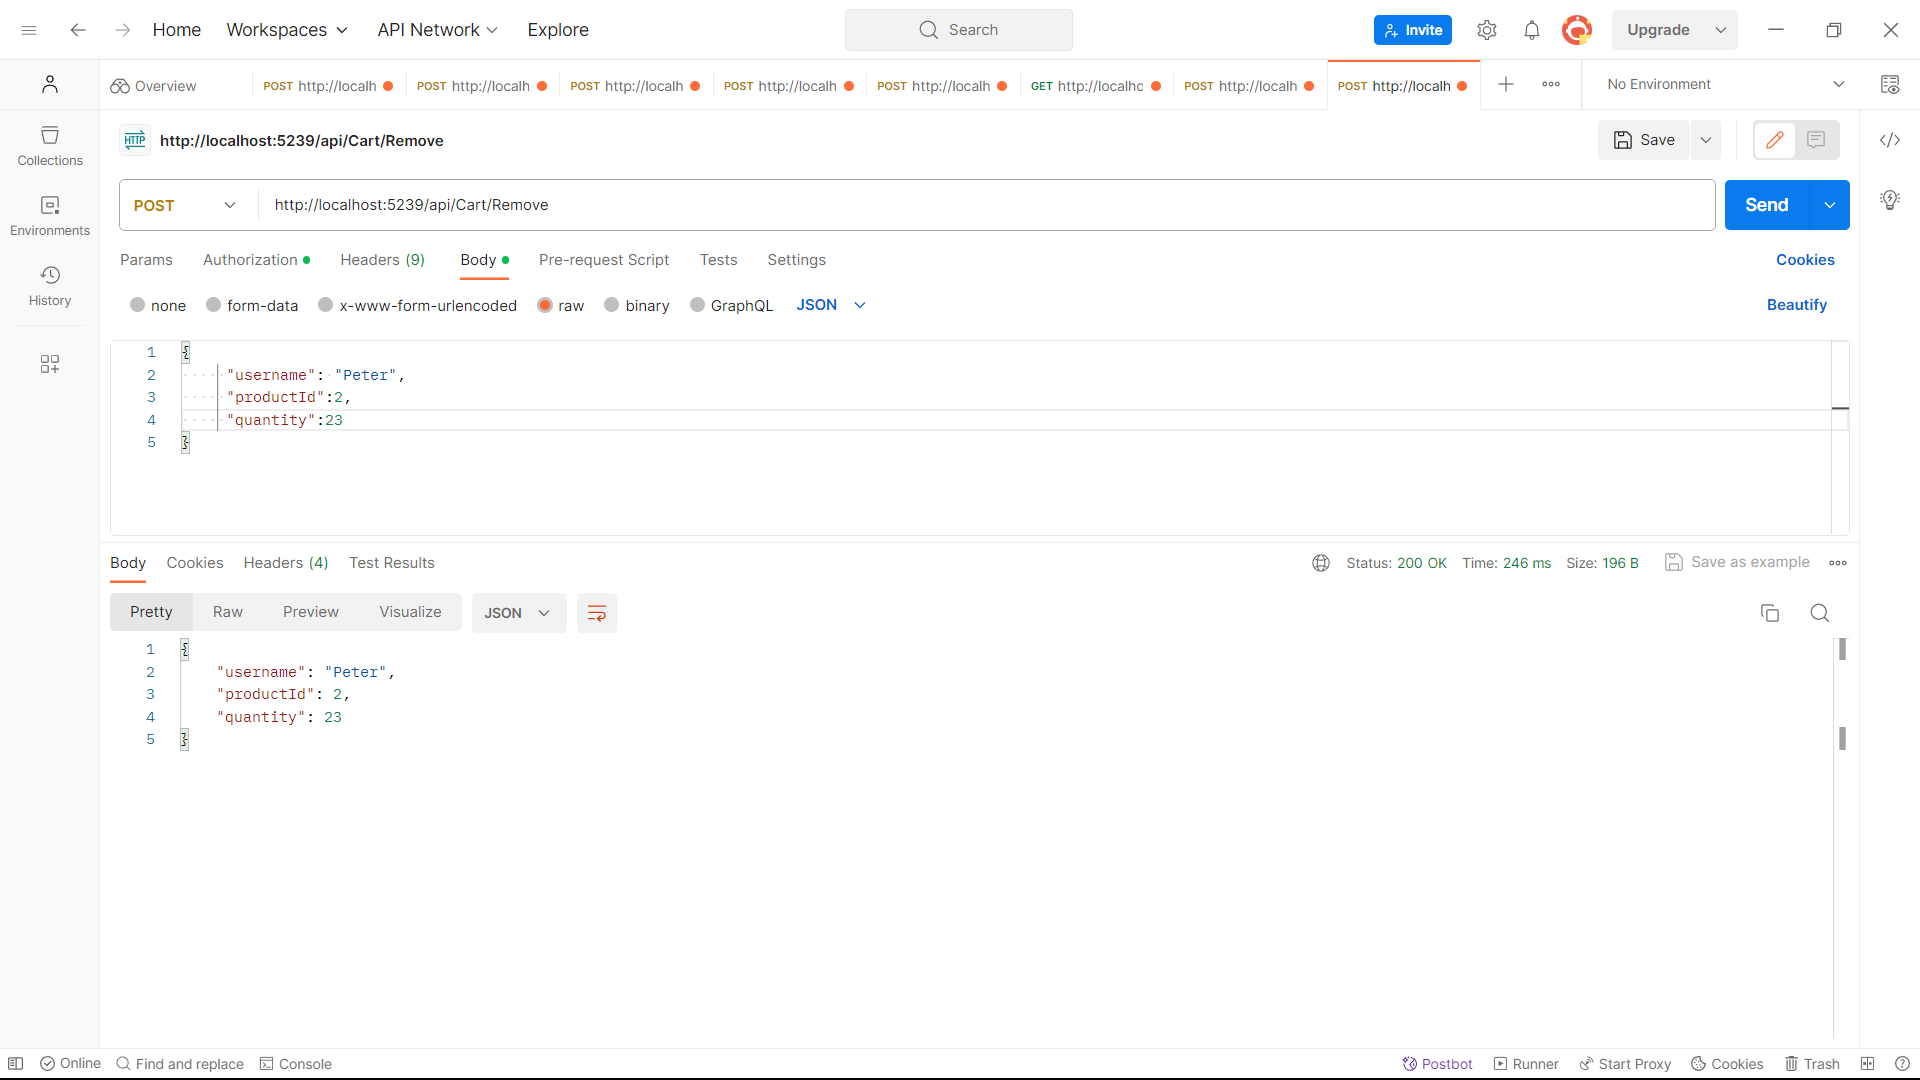 Home Workspaces API Network Explore Search Invite Upgrade
Overview POST http://localh POST http://localh POST http://localh POST http://localh POST http://localh GET http://localhc POST http://localh POST http://localh No Environment
HTTP http://localhost:5239/api/Cart/Remove Save
Collections
Environments
History
POST http://localhost:5239/api/Cart/Remove Send
Params Authorization Headers (9) Body Pre-request Script Tests Settings Cookies
none form-data x-www-form-urlencoded raw binary GraphQL JSON Beautify
1 {
2 "username": "Peter",
3 "productId":2,
4 "quantity":23
5 }
Body Cookies Headers (4) Test Results Status: 200 OK Time: 246 ms Size: 196 B Save as example
Pretty Raw Preview Visualize JSON
1 {
2 "username": "Peter",
3 "productId": 2,
4 "quantity": 23
5 }
Online Find and replace Console Postbot Runner Start Proxy Cookies Trash